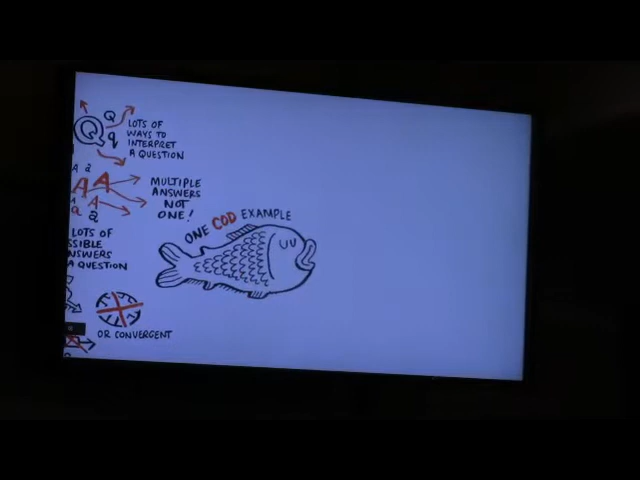 Q Q q
LOTS OF
WAYS TO
INTERPRET
A QUESTION
A a
A A
A A
a a
MULTIPLE
ANSWERS
NOT
ONE!
ONE COD EXAMPLE
LOTS OF
SSIBLE
NSWERS
A QUESTION
OR CONVERGENT